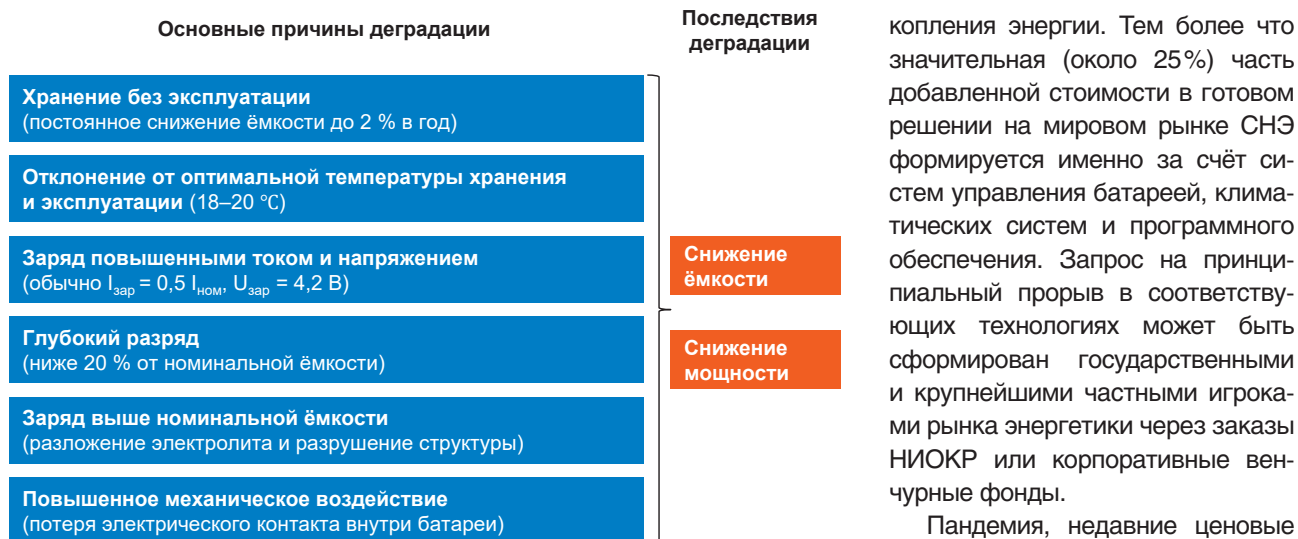 Основные причины деградации
Хранение без эксплуатации
(постоянное снижение ёмкости до 2 % в год)
Отклонение от оптимальной температуры хранения
и эксплуатации (18–20 °C)
Заряд повышенными током и напряжением
(обычно Iзар = 0,5 Iном, Uзар = 4,2 В)
Глубокий разряд
(ниже 20 % от номинальной ёмкости)
Заряд выше номинальной ёмкости
(разложение электролита и разрушение структуры)
Повышенное механическое воздействие
(потеря электрического контакта внутри батареи)
Последствия
деградации
Снижение
ёмкости
Снижение
мощности
копления энергии. Тем более что
значительная (около 25%) часть
добавленной стоимости в готовом
решении на мировом рынке СНЭ
формируется именно за счёт си-
стем управления батареей, клима-
тических систем и программного
обеспечения. Запрос на принци-
пиальный прорыв в соответству-
ющих технологиях может быть
сформирован государственными
и крупнейшими частными игрока-
ми рынка энергетики через заказы
НИОКР или корпоративные вен-
чурные фонды.
Пандемия, недавние ценовые